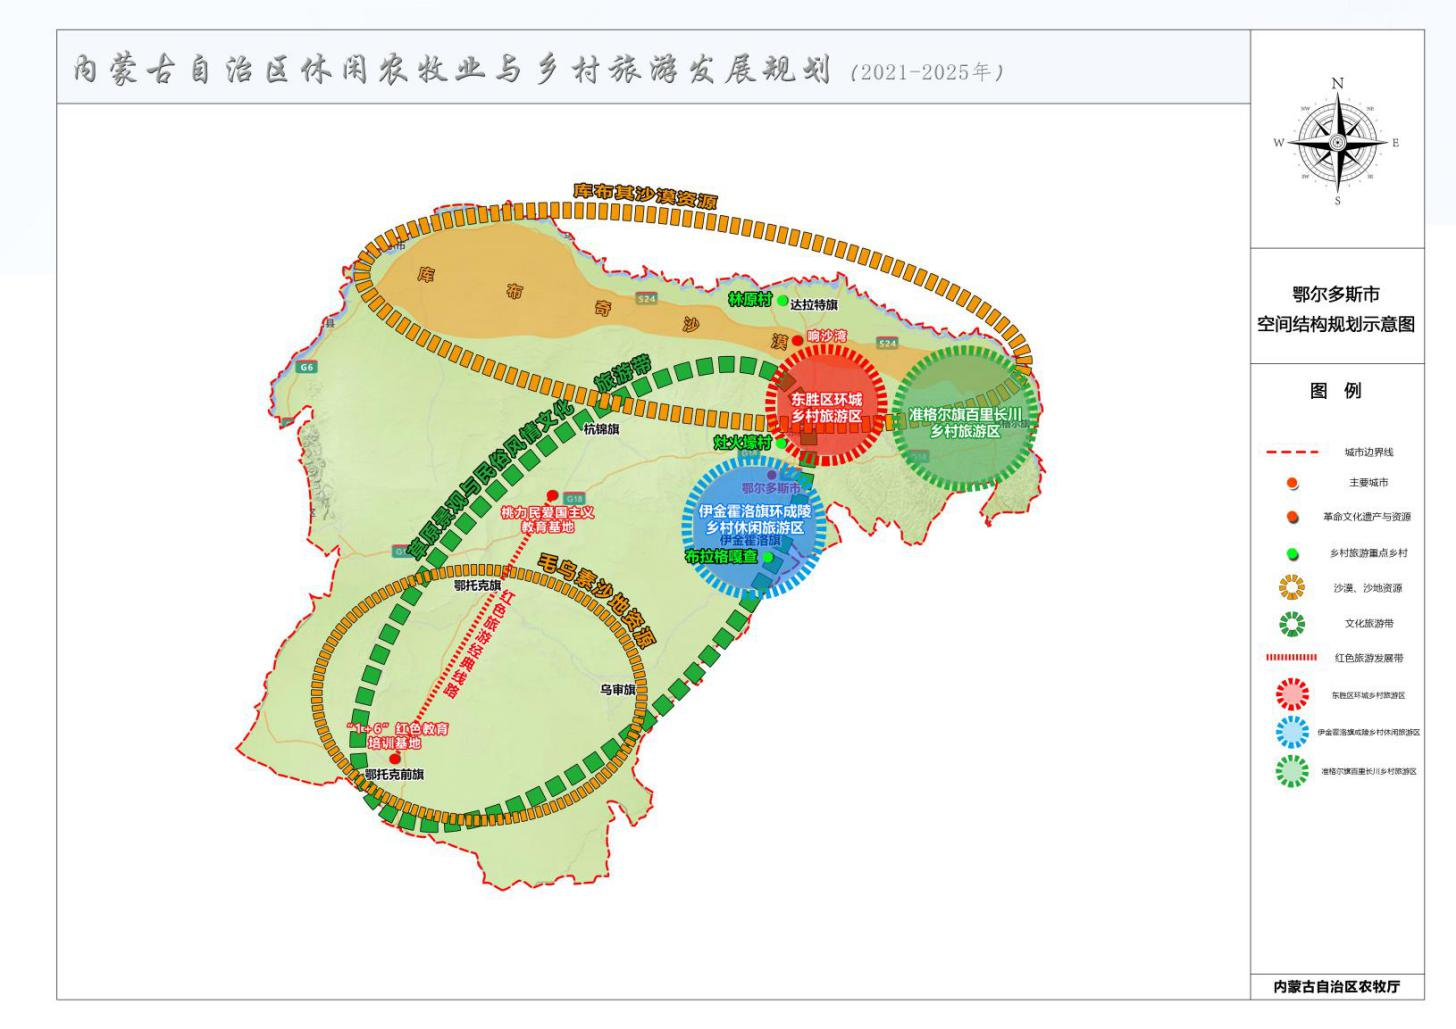 内蒙古自治区休闲农牧业与乡村旅游发展规划（2021-2025年）
N
NW
NE
W
E
SW
SE
S
鄂尔多斯市
空间结构规划示意图
图 例
城市边界线
主要城市
革命文化遗产与资源
乡村旅游重点乡村
沙漠、沙地资源
文化旅游带
红色旅游发展带
东胜区环城乡村旅游区
伊金霍洛旗成陵乡村休闲旅游区
准格尔旗百里长川乡村旅游区
内蒙古自治区农牧厅
库布其沙漠资源
库布奇沙漠
S24
林原村
达拉特旗
响沙湾
S24
县
G6
旅游带
草原景观与民俗风情文化
杭锦旗
东胜区环城
乡村旅游区
准格尔旗百里长川
乡村旅游区
灶火壕村
鄂尔多斯市
伊金霍洛旗环成陵
乡村休闲旅游区
伊金霍洛旗
布拉格嘎查
G18
G18
桃力民爱国主义
教育基地
毛乌素沙地资源
鄂托克旗
红色旅游经典线路
乌审旗
“1+6”红色教育
培训基地
鄂托克前旗